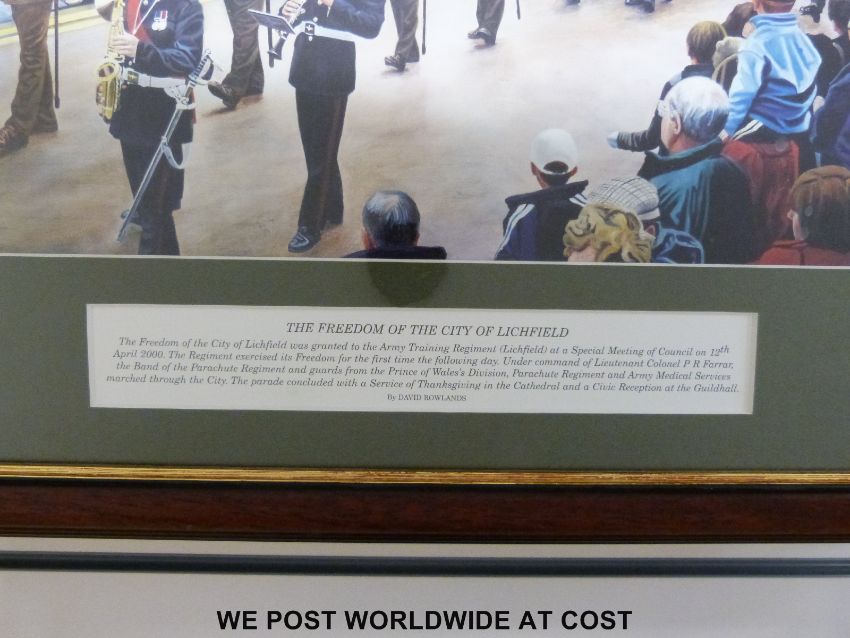 THE FREEDOM OF THE CITY OF LICHFIELD
The Freedom of the City of Lichfield was granted to the Army Training Regiment (Lichfield) at a Special Meeting of Council on 12th
April 2000. The Regiment exercised its Freedom for the first time the following day. Under command of Lieutenant Colonel P R Farrar,
the Band of the Parachute Regiment and guards from the Prince of Wales's Division, Parachute Regiment and Army Medical Services
marched through the City. The parade concluded with a Service of Thanksgiving in the Cathedral and a Civic Reception at the Guildhall.
By DAVID ROWLANDS
WE POST WORLDWIDE AT COST